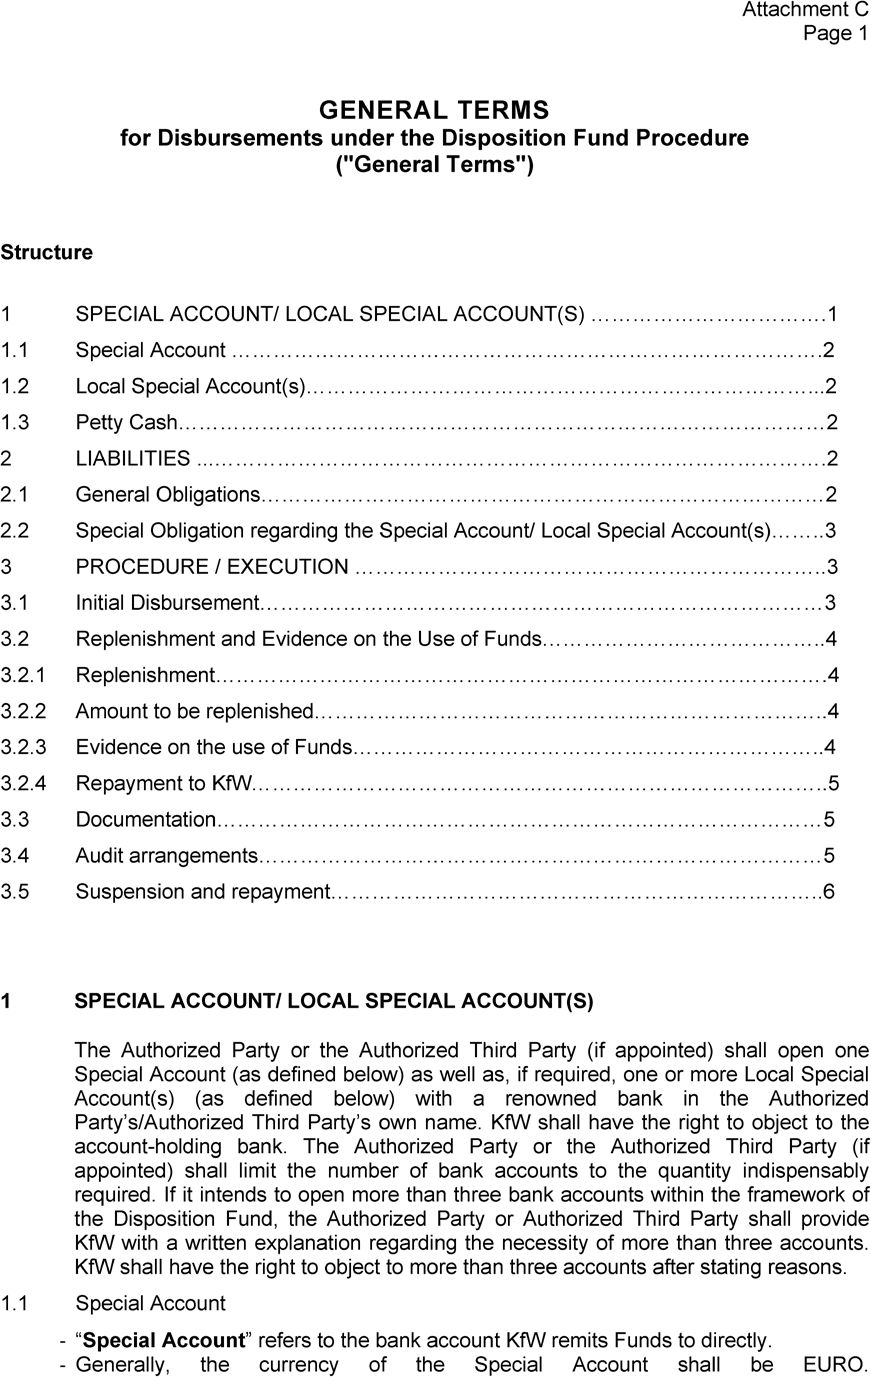 Attachment C
Page 1
GENERAL TERMS
for Disbursements under the Disposition Fund Procedure
("General Terms")
Structure
1 SPECIAL ACCOUNT/ LOCAL SPECIAL ACCOUNT(S) …………………………….1
1.1 Special Account ………………………………………………………………………….2
1.2 Local Special Account(s)………………………………………………………………...2
1.3 Petty Cash…………………………………………………………………………………2
2 LIABILITIES ...…………………………………………………………………………….2
2.1 General Obligations………………………………………………………………………2
2.2 Special Obligation regarding the Special Account/ Local Special Account(s)……..3
3 PROCEDURE / EXECUTION …………………………………………………………..3
3.1 Initial Disbursement………………………………………………………………………3
3.2 Replenishment and Evidence on the Use of Funds…………………………………..4
3.2.1 Replenishment…………………………………………………………………………….4
3.2.2 Amount to be replenished………………………………………………………………..4
3.2.3 Evidence on the use of Funds…………………………………………………………..4
3.2.4 Repayment to KfW………………………………………………………………………..5
3.3 Documentation……………………………………………………………………………5
3.4 Audit arrangements………………………………………………………………………5
3.5 Suspension and repayment……………………………………………………………..6
1 SPECIAL ACCOUNT/ LOCAL SPECIAL ACCOUNT(S)
The Authorized Party or the Authorized Third Party (if appointed) shall open one
Special Account (as defined below) as well as, if required, one or more Local Special
Account(s) (as defined below) with a renowned bank in the Authorized
Party’s/Authorized Third Party’s own name. KfW shall have the right to object to the
account-holding bank. The Authorized Party or the Authorized Third Party (if
appointed) shall limit the number of bank accounts to the quantity indispensably
required. If it intends to open more than three bank accounts within the framework of
the Disposition Fund, the Authorized Party or Authorized Third Party shall provide
KfW with a written explanation regarding the necessity of more than three accounts.
KfW shall have the right to object to more than three accounts after stating reasons.
1.1 Special Account
- “Special Account” refers to the bank account KfW remits Funds to directly.
- Generally, the currency of the Special Account shall be EURO.